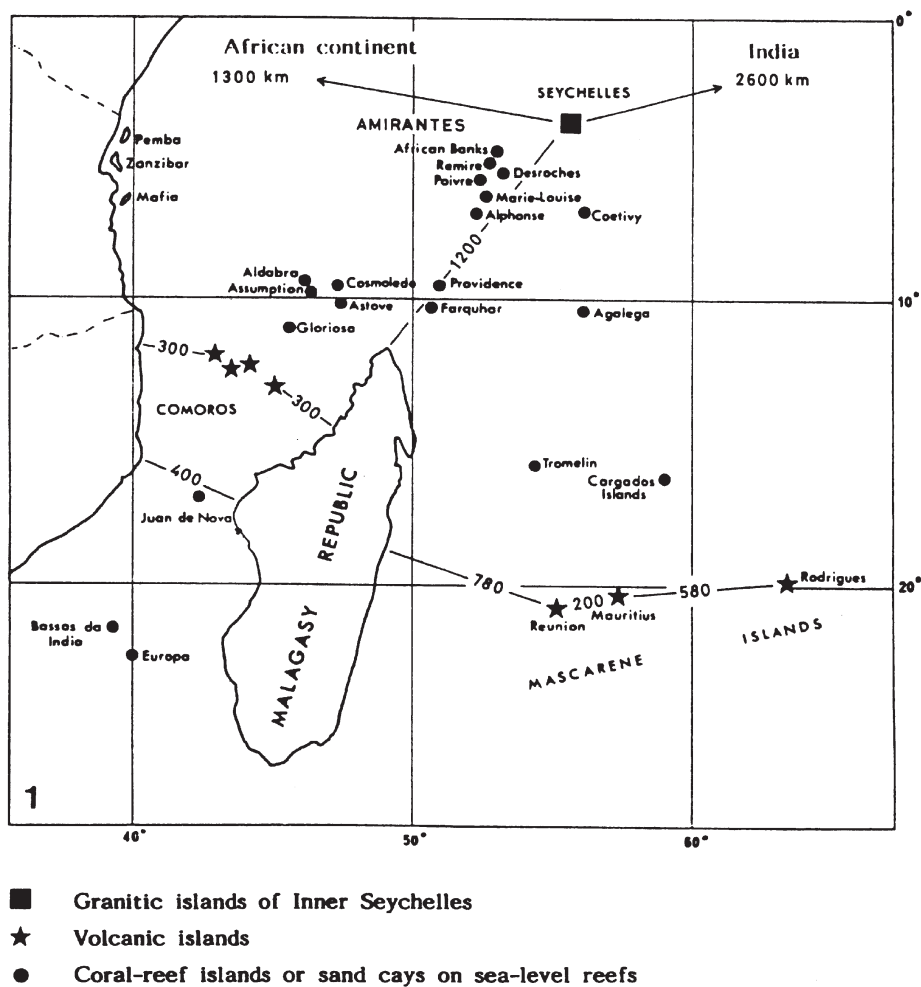 0°
African continent
1300 km
India
2600 km
SEYCHELLES
AMIRANTES
African Banks
Remire
Desroches
Poivre
Marie-Louise
Alphonse
Coetivy
Pemba
Zanzibar
Mafia
1200
Aldabra
Assumption
Cosmoledo
Providence
10°
Astove
Farquhar
Agalega
Gloriosa
300
300
COMOROS
400
Juan de Nova
Tromelin
Cargados
Islands
MALAGASY REPUBLIC
780
200
580
Rodrigues
20°
Reunion
Mauritius
MASCARENE ISLANDS
Bassas da
India
Europa
1
40°
50°
60°
Granitic islands of Inner Seychelles
Volcanic islands
Coral-reef islands or sand cays on sea-level reefs